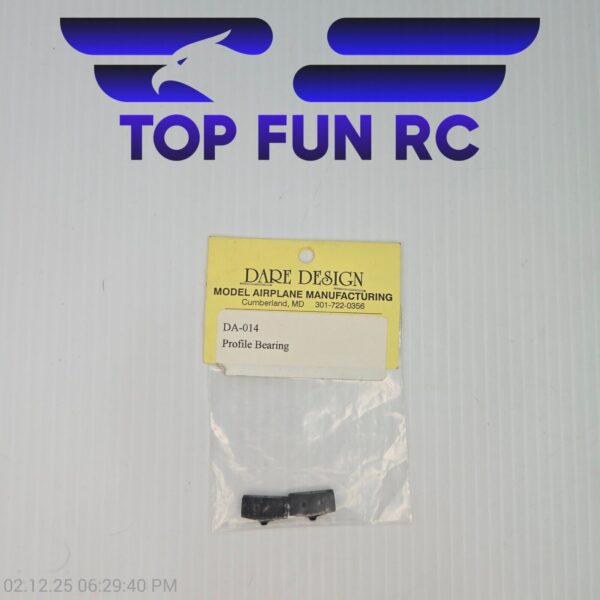 TOP FUN RC
DARE DESIGN
MODEL AIRPLANE MANUFACTURING
Cumberland, MD 301-722-0356
DA-014
Profile Bearing
02.12.25 06:29:40 PM